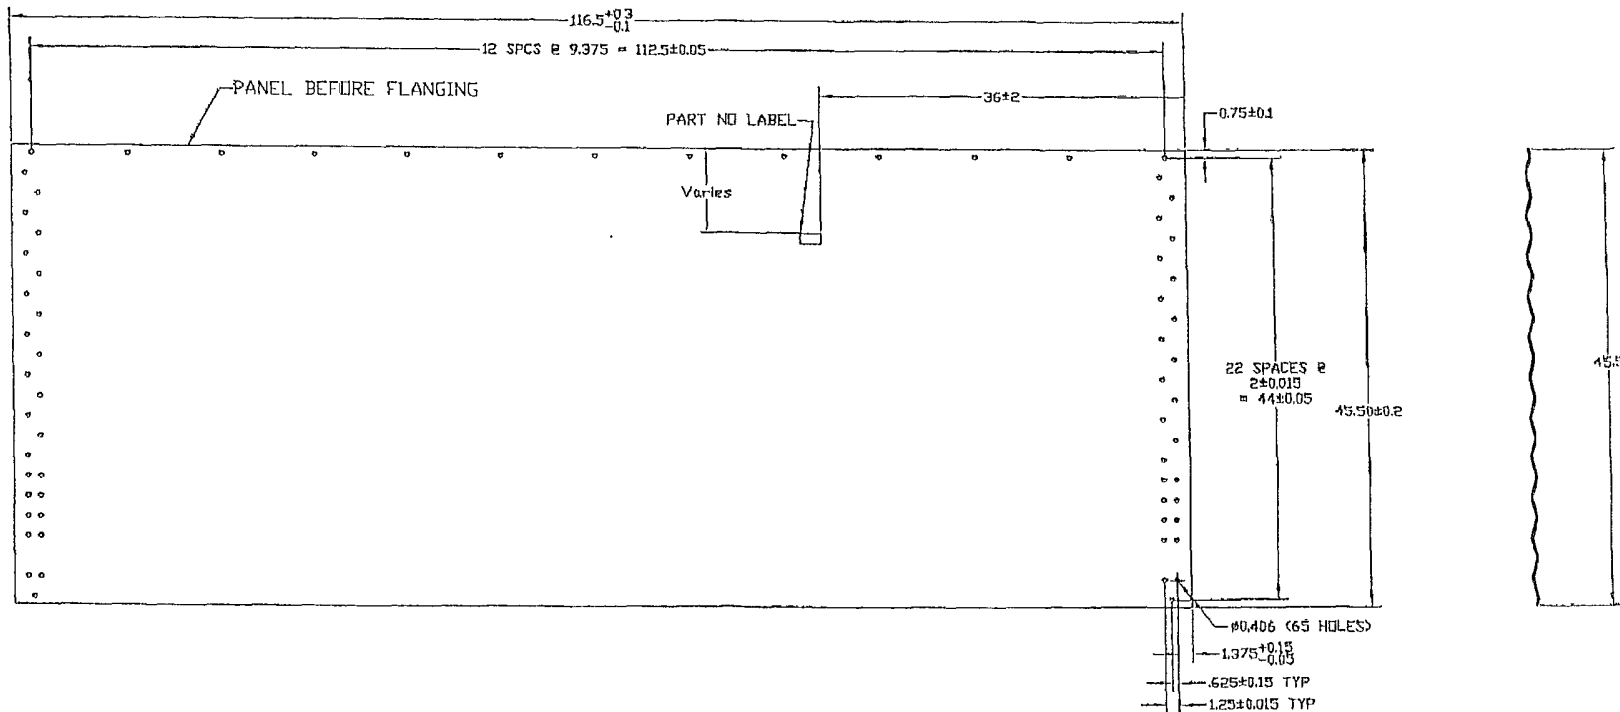 116.5+0.3
-0.1
12 SPCS @ 9.375 = 112.5±0.05
PANEL BEFORE FLANGING
36±2
PART NO LABEL
0.75±0.1
Varies
22 SPACES @
2±0.015
= 44±0.05
45.50±0.2
Ø0.406 (65 HOLES)
1.375+0.15
-0.05
.625±0.15 TYP
1.25±0.015 TYP